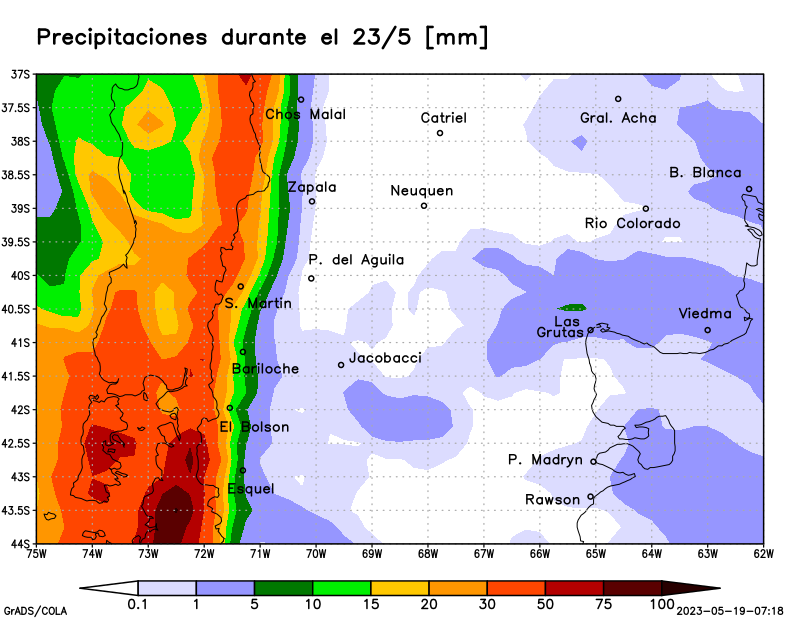 Precipitaciones durante el 23/5 [mm]
37S
37.5S
38S
38.5S
39S
39.5S
40S
40.5S
41S
41.5S
42S
42.5S
43S
43.5S
44S
Chos Malal
Catriel
Gral. Acha
B. Blanca
Zapala
Neuquen
Rio Colorado
P. del Aguila
S. Martin
Viedma
Las
Grutas
Bariloche
Jacobacci
El Bolson
P. Madryn
Esquel
Rawson
75W 74W 73W 72W 71W 70W 69W 68W 67W 66W 65W 64W 63W 62W
0.1 1 5 10 15 20 30 50 75 100
GrADS/COLA
2023-05-19-07:18